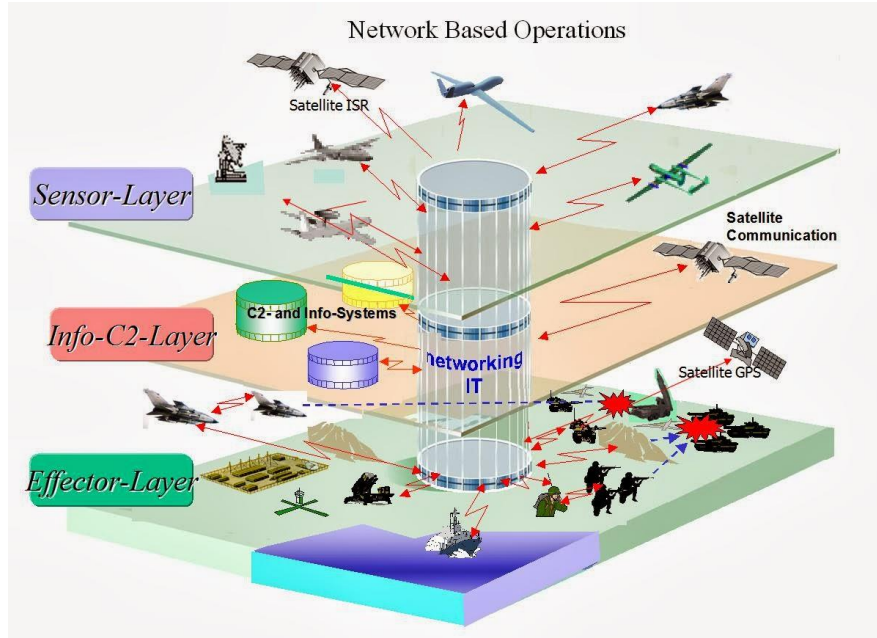 Network Based Operations
Satellite ISR
Sensor-Layer
Satellite
Communication
C2- and Info-Systems
Info-C2-Layer
networking
IT
Satellite GPS
Effector-Layer